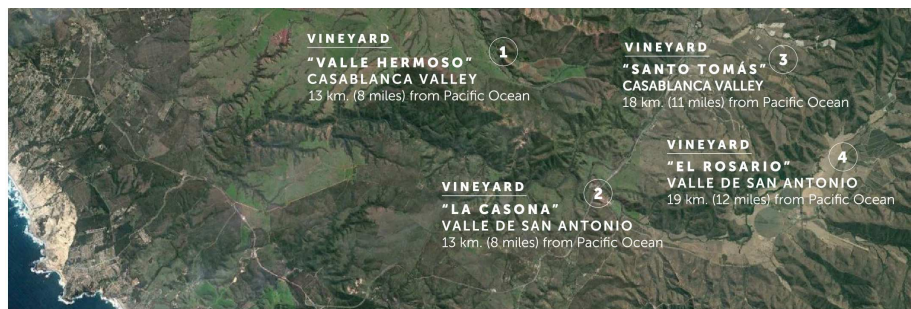 VINEYARD
1
"VALLE HERMOSO"
CASABLANCA VALLEY
13 km. (8 miles) from Pacific Ocean
VINEYARD
3
"SANTO TOMÁS"
CASABLANCA VALLEY
18 km. (11 miles) from Pacific Ocean
VINEYARD
4
"EL ROSARIO"
VALLE DE SAN ANTONIO
19 km. (12 miles) from Pacific Ocean
VINEYARD
2
"LA CASONA"
VALLE DE SAN ANTONIO
13 km. (8 miles) from Pacific Ocean